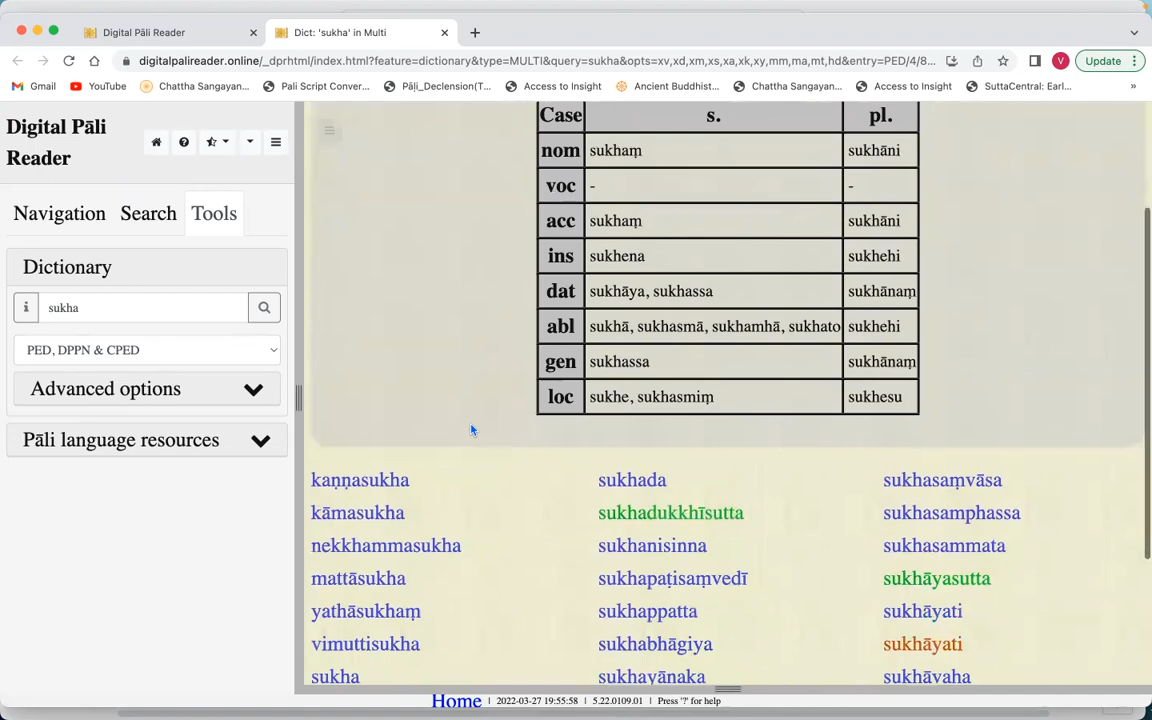 Digital Pāli Reader
Dict: 'sukha' in Multi
digitalpalireader.online/_dprhtml/index.html?feature=dictionary&type=MULTI&query=sukha&opts=xv,xd,xm,xs,xa,xk,xy,mm,ma,mt,hd&entry=PED/4/8...
V
Update
Gmail
YouTube
Chattha Sangayan...
Pali Script Conver...
Pāḷi_Declension(T...
Access to Insight
Ancient Buddhist...
Chattha Sangayan...
Access to Insight
SuttaCentral: Earl...
»
Digital Pāli
Reader
Navigation Search Tools
Dictionary
sukha
PED, DPPN & CPED
Advanced options
Pāli language resources
Case s. pl.
nom sukhaṃ sukhāni
voc - -
acc sukhaṃ sukhāni
ins sukhena sukhehi
dat sukhāya, sukhassa sukhānaṃ
abl sukhā, sukhasmā, sukhamhā, sukhato sukhehi
gen sukhassa sukhānaṃ
loc sukhe, sukhasmiṃ sukhesu
kaṇṇasukha sukhada sukhasaṃvāsa
kāmasukha sukhadukkhīsutta sukhasamphassa
nekkhammasukha sukhanisinna sukhasammata
mattāsukha sukhapaṭisaṃvedī sukhāyasutta
yathāsukhaṃ sukhappatta sukhāyati
vimuttisukha sukhabhāgiya sukhāyati
sukha sukhayānaka sukhāvaha
Home | 2022-03-27 19:55:58 | 5.22.0109.01 | Press '?' for help